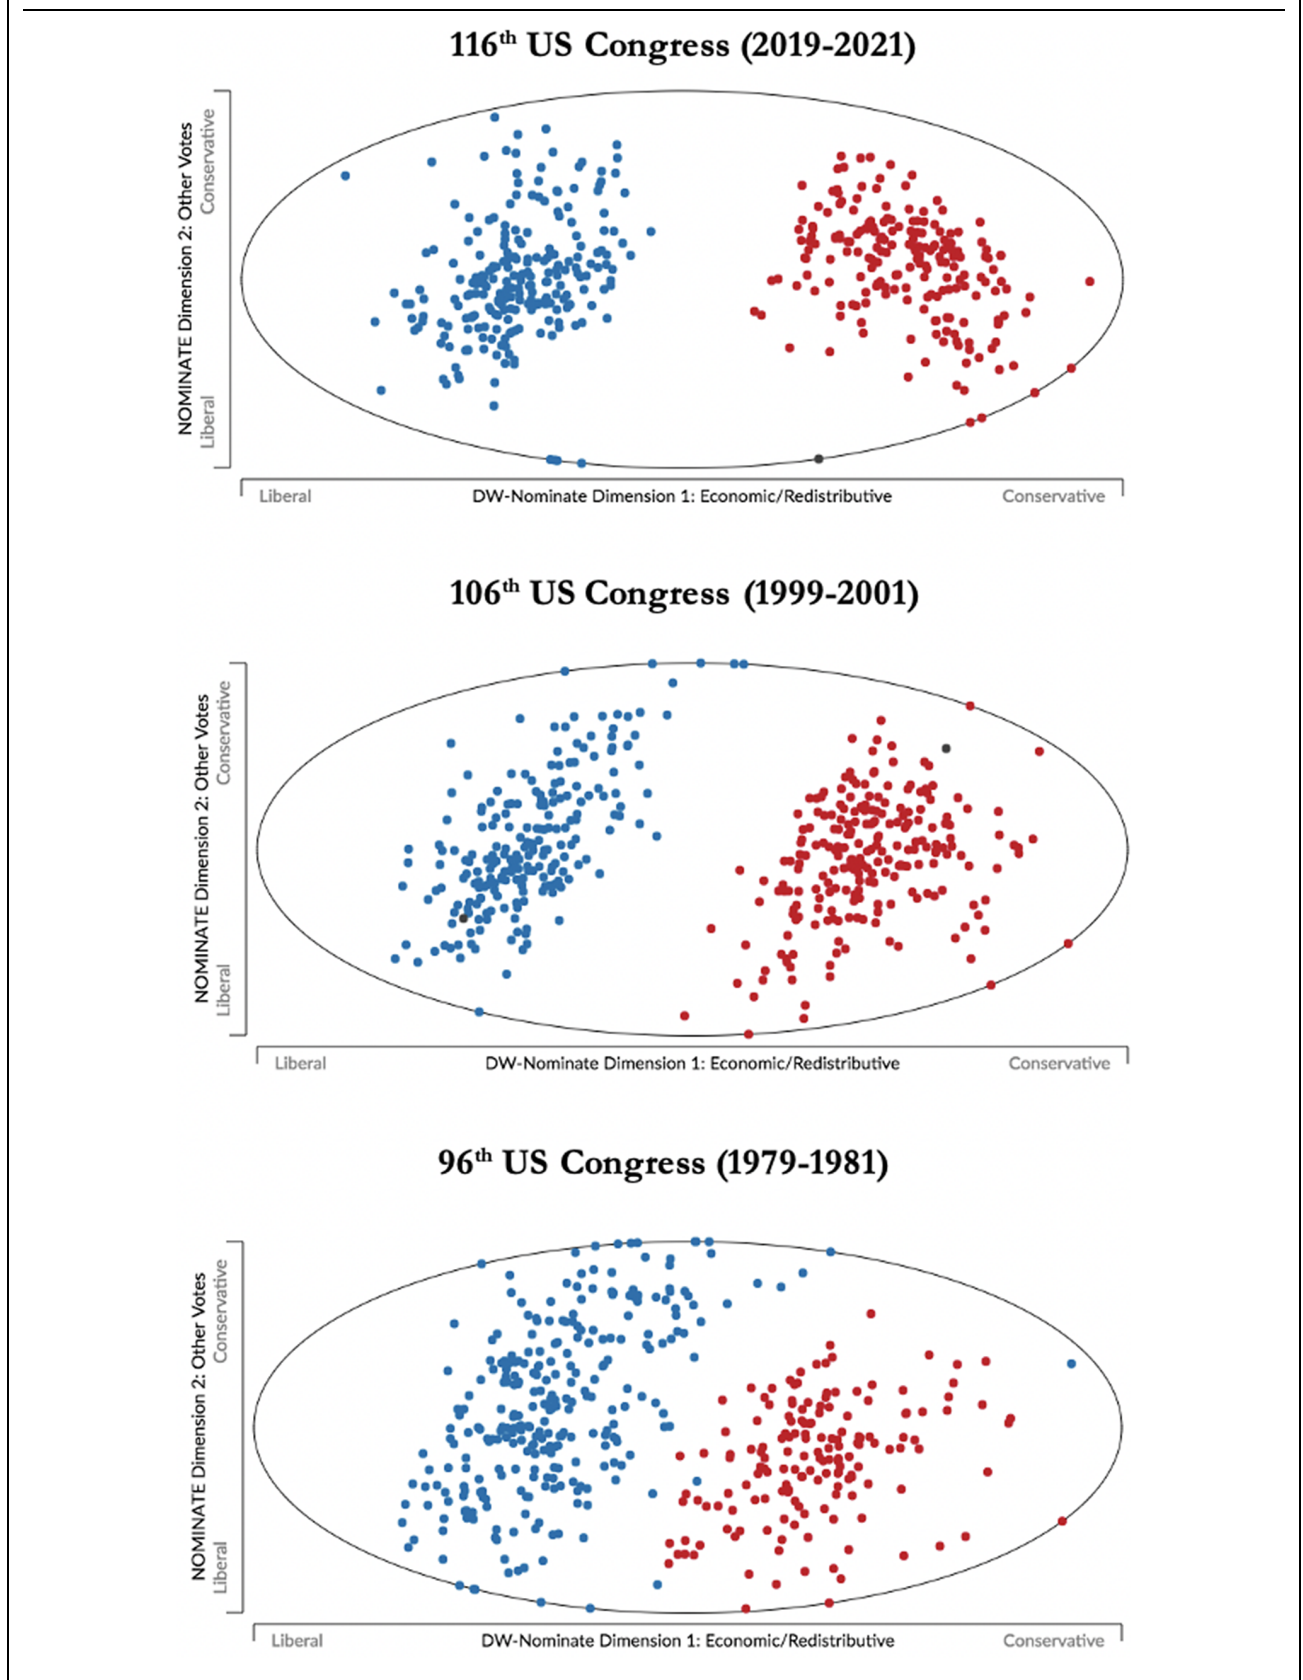 116th US Congress (2019-2021)
NOMINATE Dimension 2: Other Votes
Conservative
Liberal
Liberal
DW-Nominate Dimension 1: Economic/Redistributive
Conservative
106th US Congress (1999-2001)
NOMINATE Dimension 2: Other Votes
Conservative
Liberal
Liberal
DW-Nominate Dimension 1: Economic/Redistributive
Conservative
96th US Congress (1979-1981)
NOMINATE Dimension 2: Other Votes
Conservative
Liberal
Liberal
DW-Nominate Dimension 1: Economic/Redistributive
Conservative